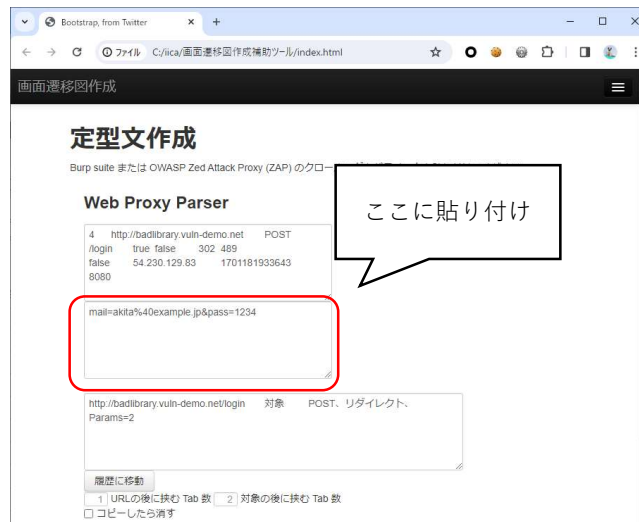 Bootstrap, from Twitter
ファイル C:/iica/画面遷移図作成補助ツール/index.html
画面遷移図作成
定型文作成
Burp suite または OWASP Zed Attack Proxy (ZAP) のクロー
Web Proxy Parser
ここに貼り付け
4 http://badlibrary.vuln-demo.net POST
/login true false 302 489
false 54.230.129.83 1701181933643
8080
mail=akita%40example.jp&pass=1234
http://badlibrary.vuln-demo.net/login 対象 POST、リダイレクト、
Params=2
履歴に移動
1 URLの後に挟む Tab 数 2 対象の後に挟む Tab 数
コピーしたら消す